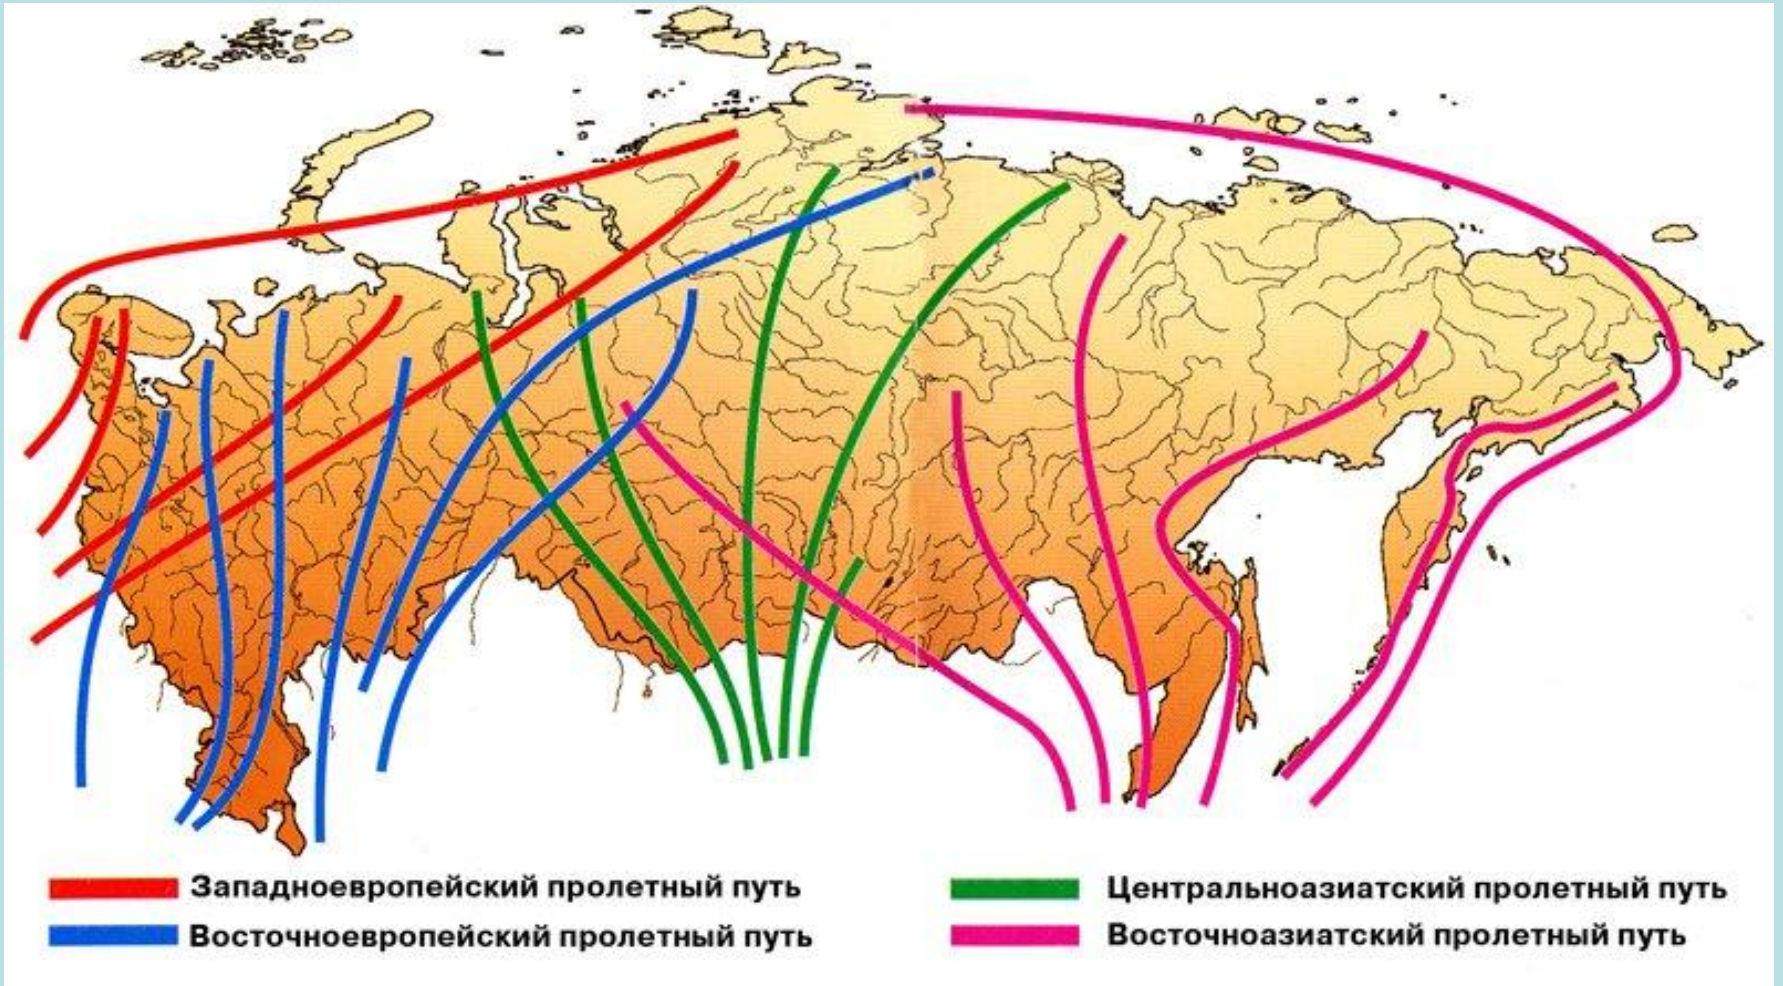 Западноевропейский пролетный путь
Восточноевропейский пролетный путь
Центральноазиатский пролетный путь
Восточноазиатский пролетный путь